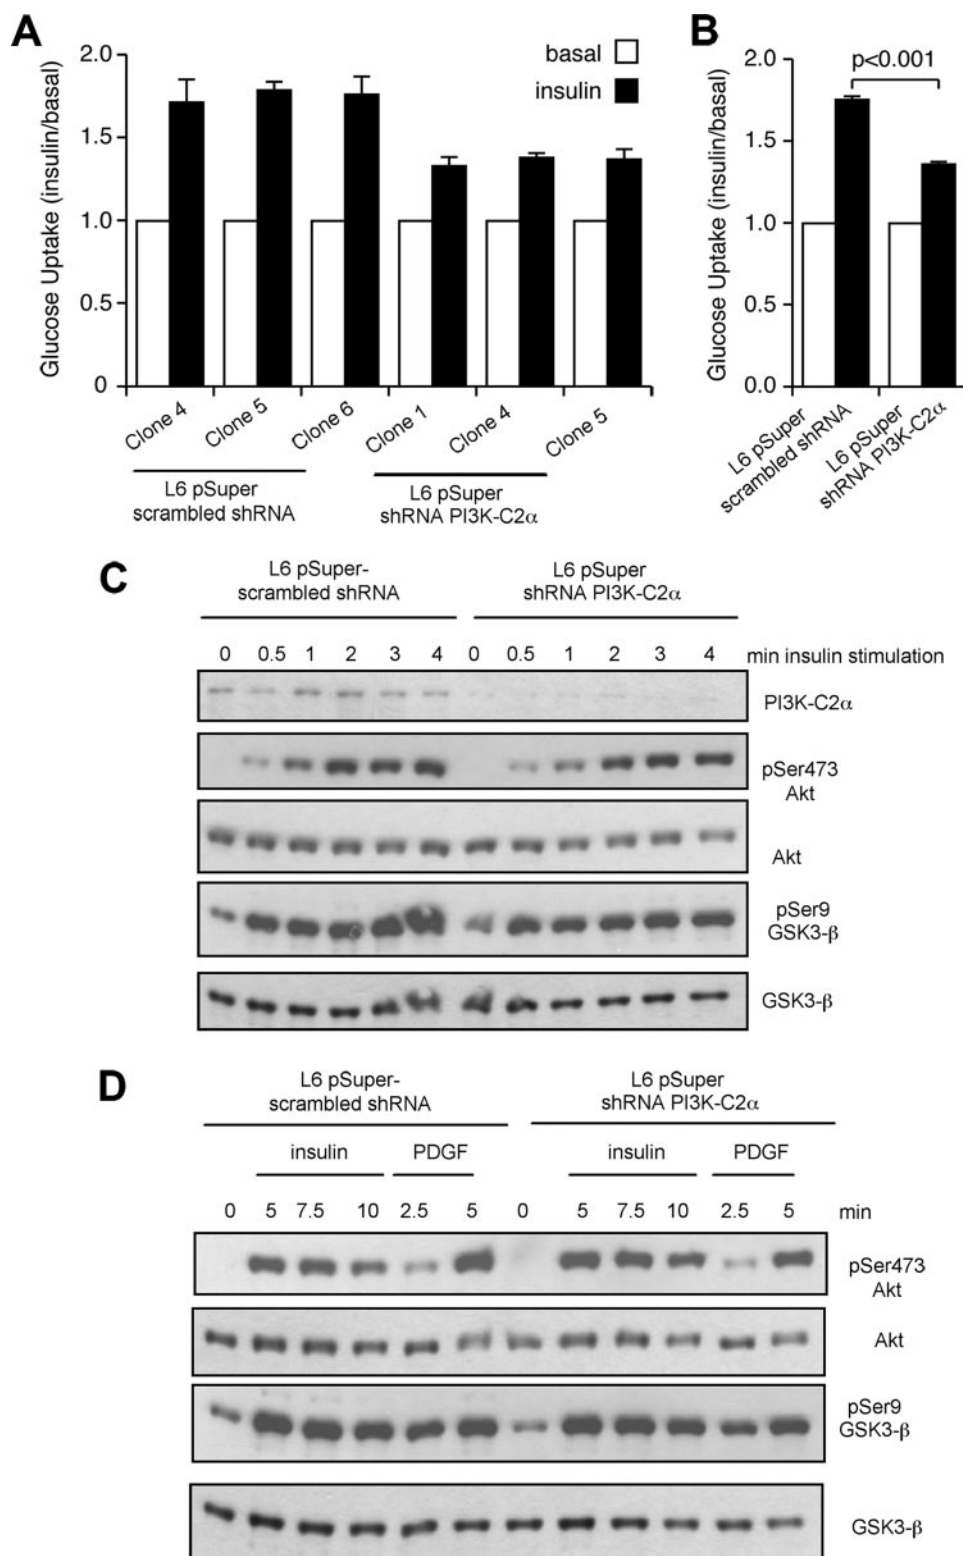 A
Glucose Uptake (insulin/basal)
2.0
1.5
1.0
0.5
0
basal
insulin
Clone 4
Clone 5
Clone 6
Clone 1
Clone 4
Clone 5
L6 pSuper
scrambled shRNA
L6 pSuper
shRNA PI3K-C2α
B
Glucose Uptake (insulin/basal)
2.0
1.5
1.0
0.5
0.0
p<0.001
L6 pSuper
scrambled shRNA
L6 pSuper
shRNA PI3K-C2α
C
L6 pSuper-
scrambled shRNA
L6 pSuper
shRNA PI3K-C2α
0 0.5 1 2 3 4 0 0.5 1 2 3 4 min insulin stimulation
PI3K-C2α
pSer473
Akt
Akt
pSer9
GSK3-β
GSK3-β
D
L6 pSuper-
scrambled shRNA
L6 pSuper
shRNA PI3K-C2α
insulin PDGF insulin PDGF
0 5 7.5 10 2.5 5 0 5 7.5 10 2.5 5 min
pSer473
Akt
Akt
pSer9
GSK3-β
GSK3-β